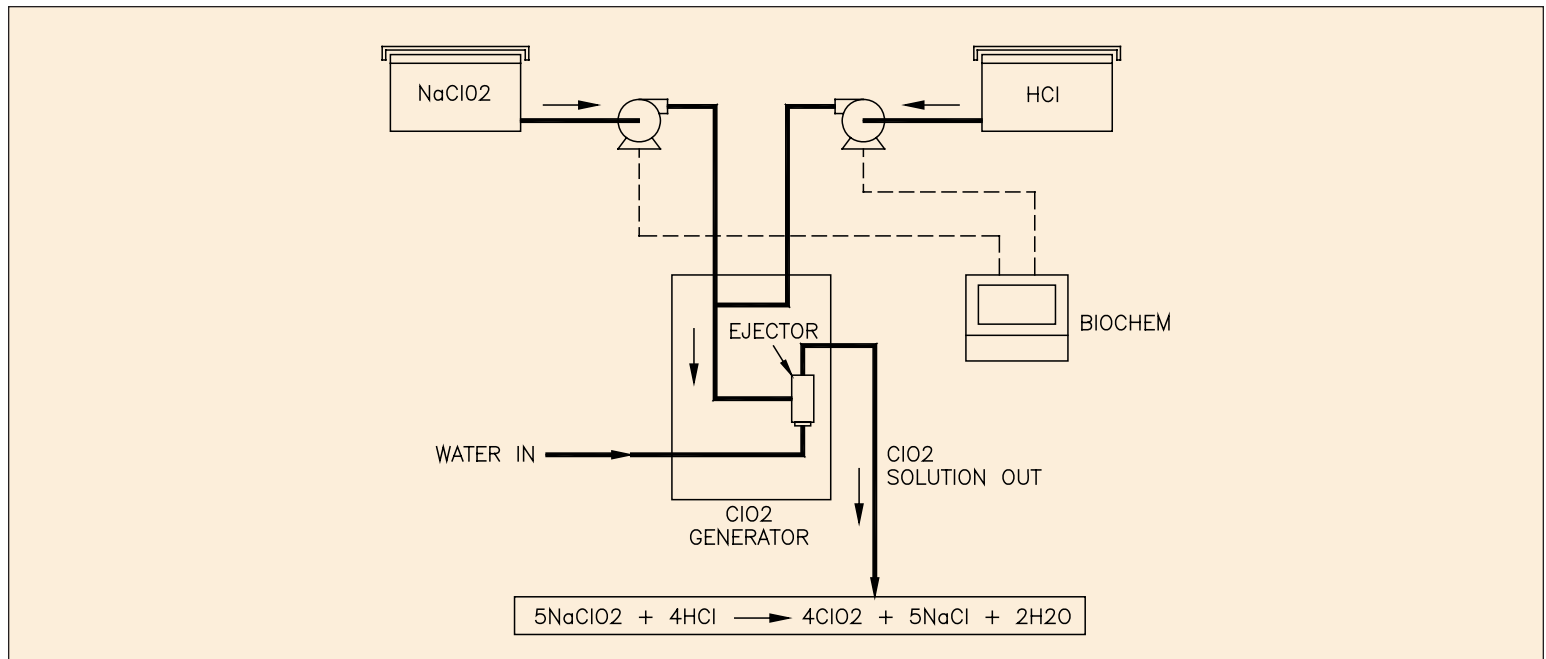 NaClO2
HCl
BIOCHEM
EJECTOR
WATER IN
ClO2
SOLUTION OUT
ClO2
GENERATOR
5NaClO2 + 4HCl → 4ClO2 + 5NaCl + 2H2O